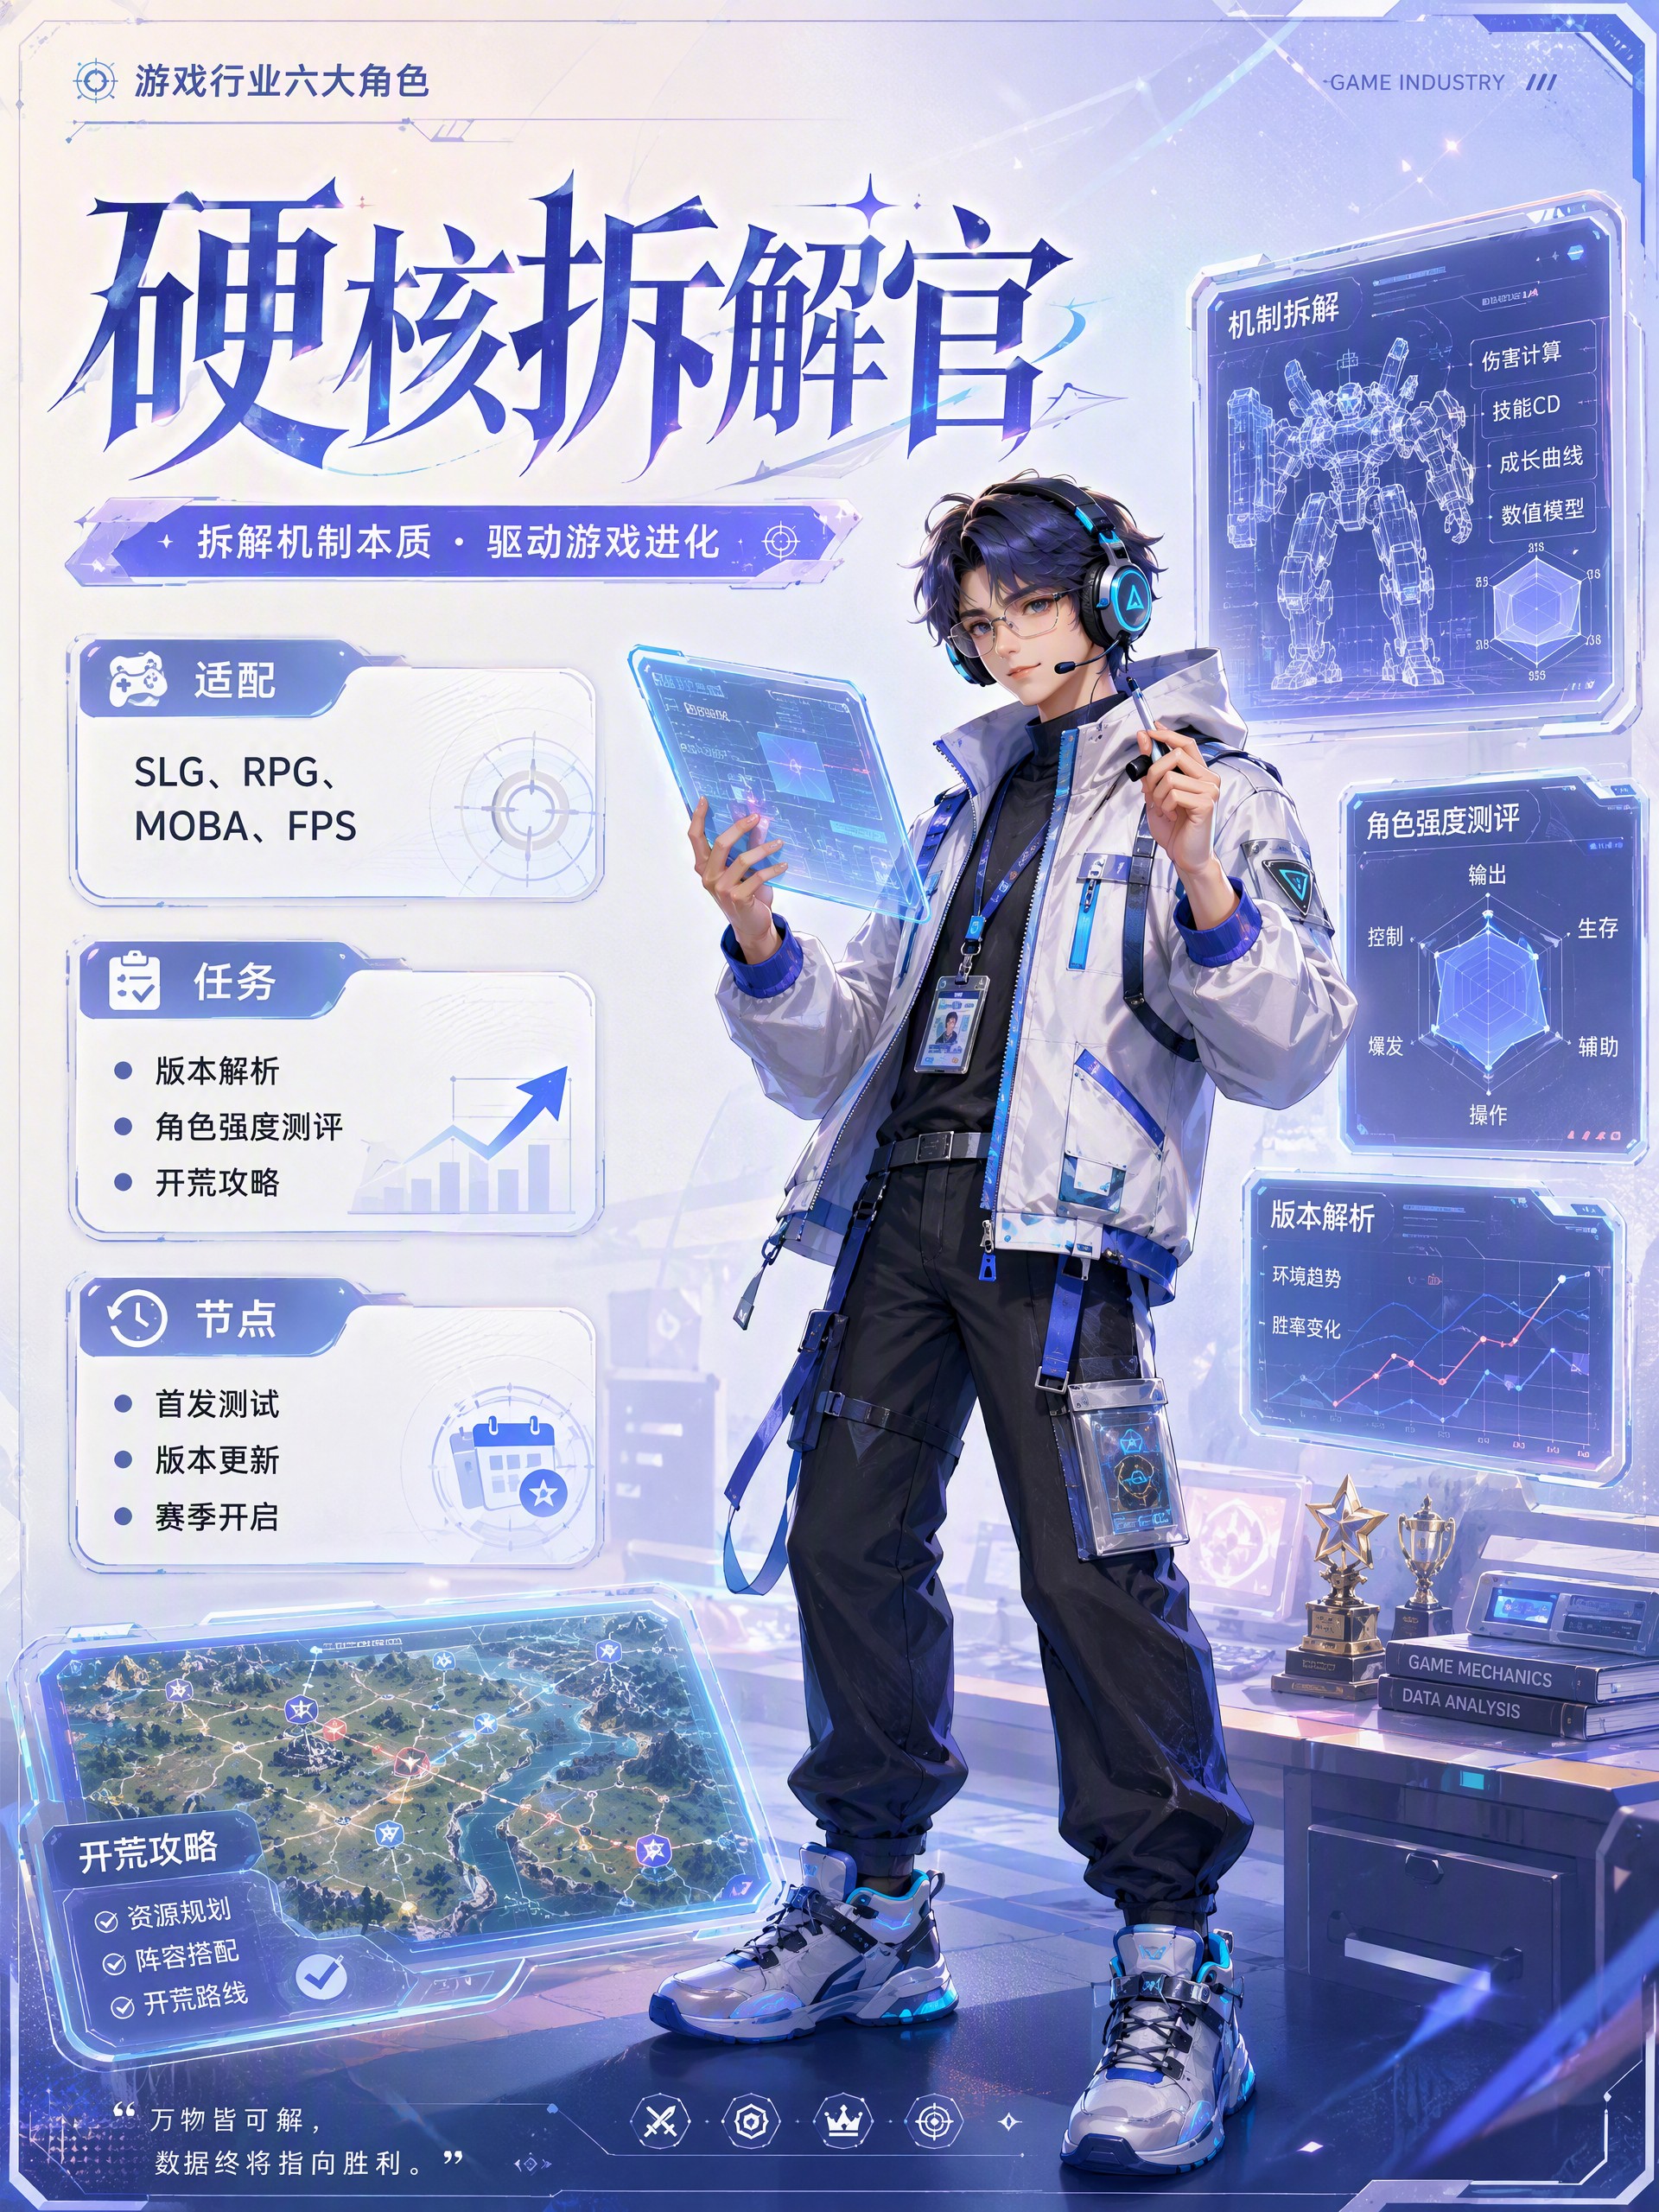 游戏行业六大角色
GAME INDUSTRY
硬核拆解官
拆解机制本质·驱动游戏进化
适配
SLG、RPG、
MOBA、FPS
任务
版本解析
角色强度测评
开荒攻略
节点
首发测试
版本更新
赛季开启
机制拆解
伤害计算
技能CD
成长曲线
数值模型
角色强度测评
输出
控制
生存
爆发
辅助
操作
版本解析
环境趋势
胜率变化
GAME MECHANICS
DATA ANALYSIS
开荒攻略
资源规划
阵容搭配
开荒路线
“万物皆可解，
数据终将指向胜利。”